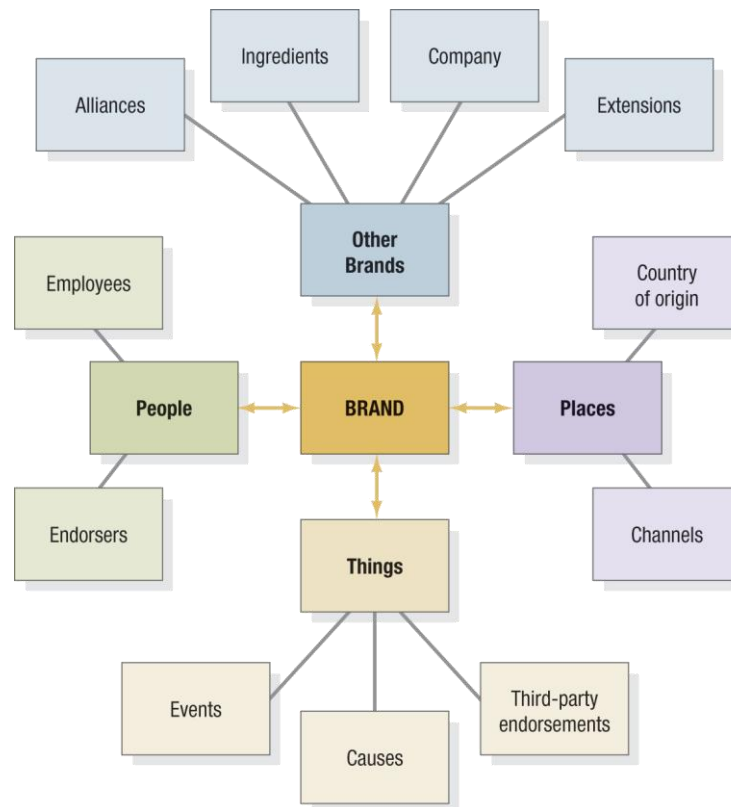 Ingredients
Company
Alliances
Extensions
Other
Brands
Employees
Country
of origin
People
BRAND
Places
Endorsers
Channels
Things
Events
Causes
Third-party
endorsements